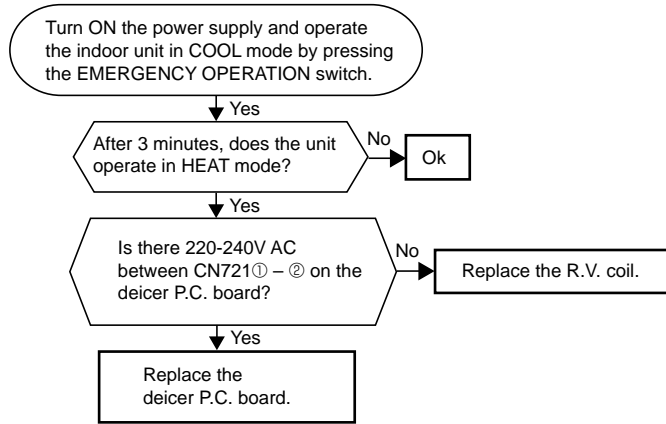 Turn ON the power supply and operate
the indoor unit in COOL mode by pressing
the EMERGENCY OPERATION switch.
Yes
After 3 minutes, does the unit
operate in HEAT mode?
No
Ok
Yes
Is there 220-240V AC
between CN721① – ② on the
deicer P.C. board?
No
Replace the R.V. coil.
Yes
Replace the
deicer P.C. board.